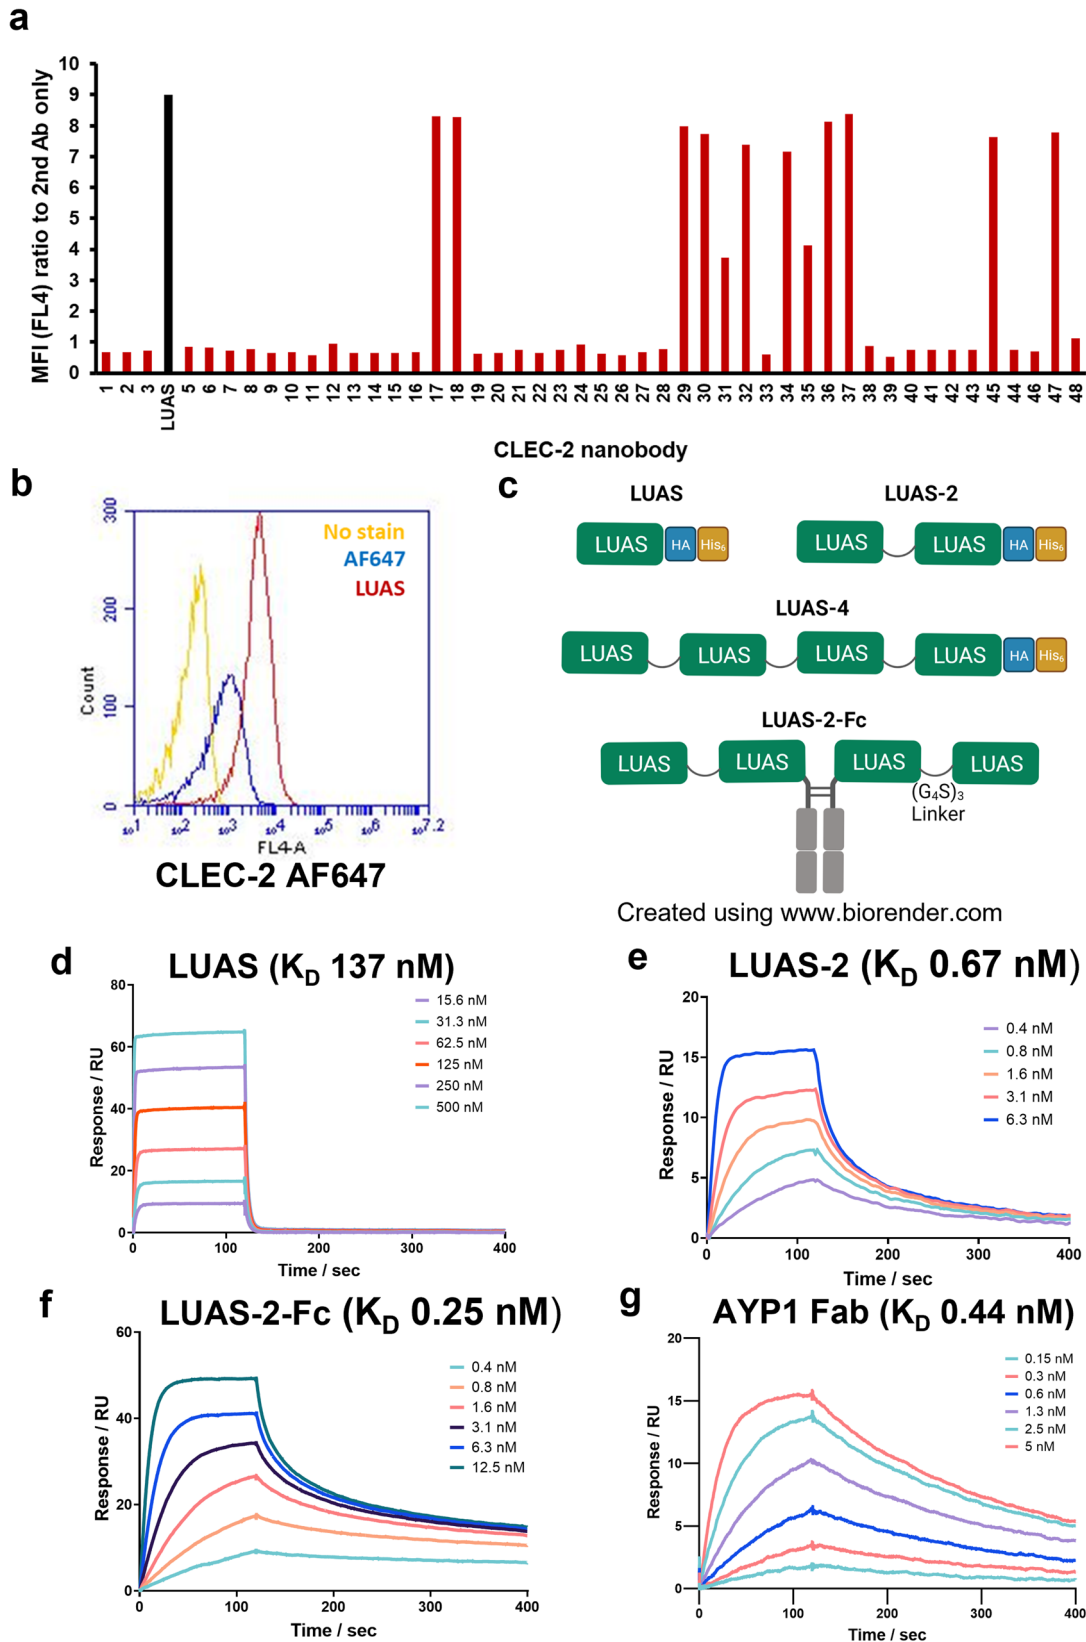 a
MFI (FL4) ratio to 2nd Ab only
10
9
8
7
6
5
4
3
2
1
0
1 2 3 LUAS 5 6 7 8 9 10 11 12 13 14 15 16 17 18 19 20 21 22 23 24 25 26 27 28 29 30 31 32 33 34 35 36 37 38 39 40 41 42 43 45 44 46 47 48
CLEC-2 nanobody
b
No stain
AF647
LUAS
Count
300
200
100
0
10¹ 10² 10³ 10⁴ 10⁵ 10⁶ 10⁷·²
FL4-A
CLEC-2 AF647
c
LUAS
LUAS HA His₆
LUAS-2
LUAS LUAS HA His₆
LUAS-4
LUAS LUAS LUAS LUAS HA His₆
LUAS-2-Fc
LUAS LUAS LUAS LUAS
(G₄S)₃
Linker
Created using www.biorender.com
d
LUAS (K_D 137 nM)
Response / RU
80
60
40
20
0
0 100 200 300 400
Time / sec
15.6 nM
31.3 nM
62.5 nM
125 nM
250 nM
500 nM
e
LUAS-2 (K_D 0.67 nM)
Response / RU
20
15
10
5
0
0 100 200 300 400
Time / sec
0.4 nM
0.8 nM
1.6 nM
3.1 nM
6.3 nM
f
LUAS-2-Fc (K_D 0.25 nM)
Response / RU
60
40
20
0
0 100 200 300 400
Time / sec
0.4 nM
0.8 nM
1.6 nM
3.1 nM
6.3 nM
12.5 nM
g
AYP1 Fab (K_D 0.44 nM)
Response / RU
20
15
10
5
0
0 100 200 300 400
Time / sec
0.15 nM
0.3 nM
0.6 nM
1.3 nM
2.5 nM
5 nM